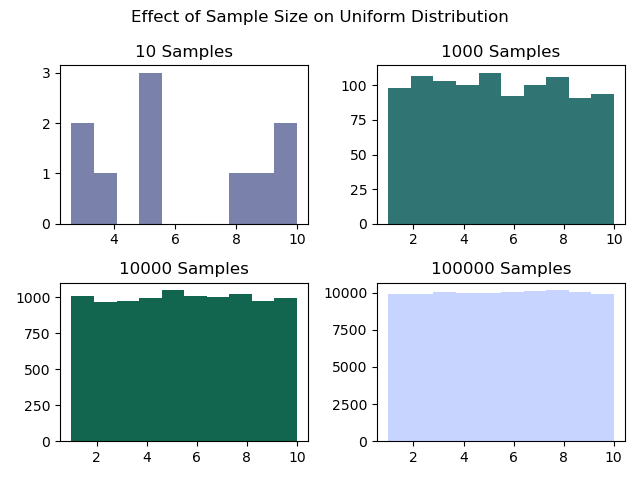 Effect of Sample Size on Uniform Distribution
10 Samples
3
2
1
0
4 6 8 10
1000 Samples
100
75
50
25
0
2 4 6 8 10
10000 Samples
1000
750
500
250
0
2 4 6 8 10
100000 Samples
10000
7500
5000
2500
0
2 4 6 8 10